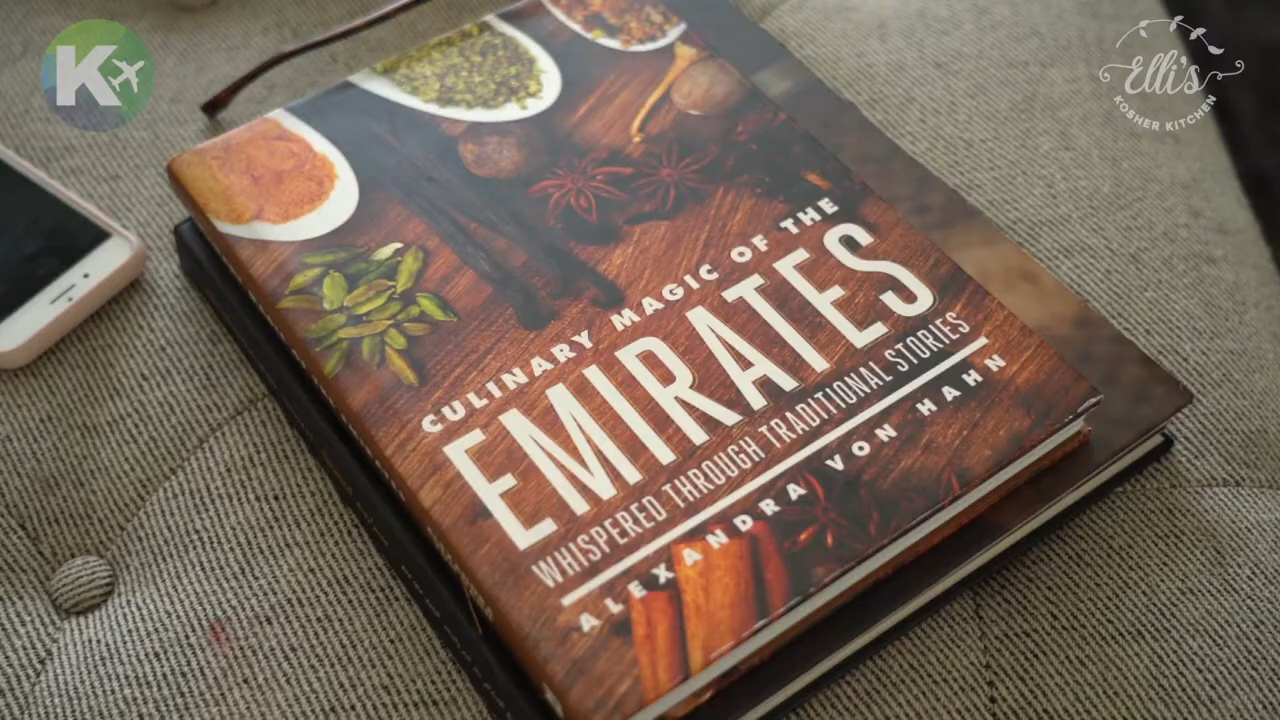 K
Elli's
KOSHER KITCHEN
CULINARY MAGIC OF THE
EMIRATES
WHISPERED THROUGH TRADITIONAL STORIES
ALEXANDRA VON HAHN